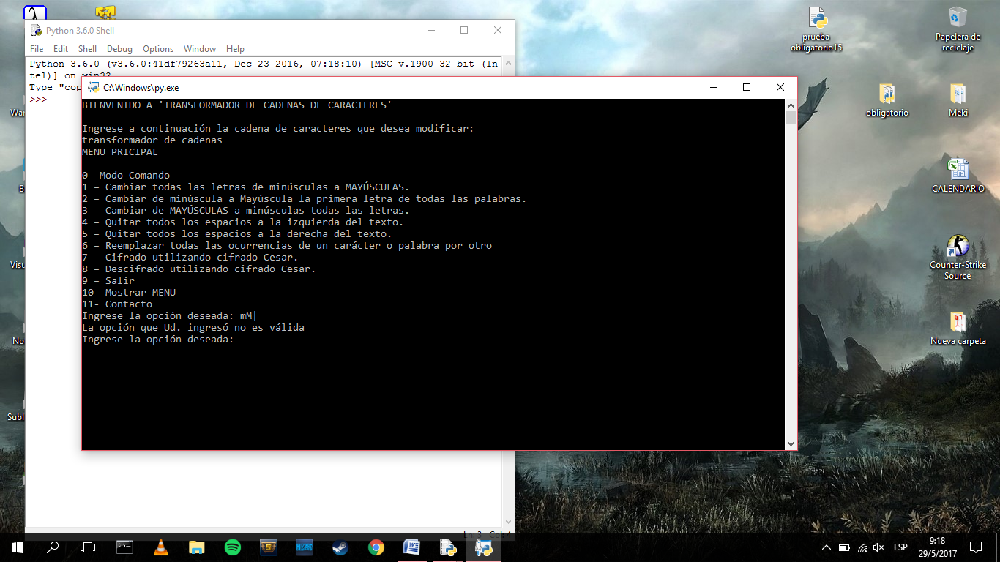 Python 3.6.0 Shell
File Edit Shell Debug Options Window Help
Python 3.6.0 (v3.6.0:41df79263a11, Dec 23 2016, 07:18:10) [MSC v.1900 32 bit (In
tel)] on win32
Type "cop
>>>
C:\Windows\py.exe
BIENVENIDO A 'TRANSFORMADOR DE CADENAS DE CARACTERES'
Ingrese a continuación la cadena de caracteres que desea modificar:
transformador de cadenas
MENU PRICIPAL
0- Modo Comando
1 – Cambiar todas las letras de minúsculas a MAYÚSCULAS.
2 – Cambiar de minúscula a Mayúscula la primera letra de todas las palabras.
3 – Cambiar de MAYÚSCULAS a minúsculas todas las letras.
4 – Quitar todos los espacios a la izquierda del texto.
5 – Quitar todos los espacios a la derecha del texto.
6 – Reemplazar todas las ocurrencias de un carácter o palabra por otro
7 – Cifrado utilizando cifrado Cesar.
8 – Descifrado utilizando cifrado Cesar.
9 – Salir
10- Mostrar MENU
11- Contacto
Ingrese la opción deseada: mM|
La opción que Ud. ingresó no es válida
Ingrese la opción deseada:
prueba
obligatorio15
Papelera de
reciclaje
obligatorio
Meki
CALENDARIO
Counter-Strike
Source
Nueva carpeta
War
B
Visu
No
Subl
Ln: 3 Col: 4
ESP
9:18
29/5/2017